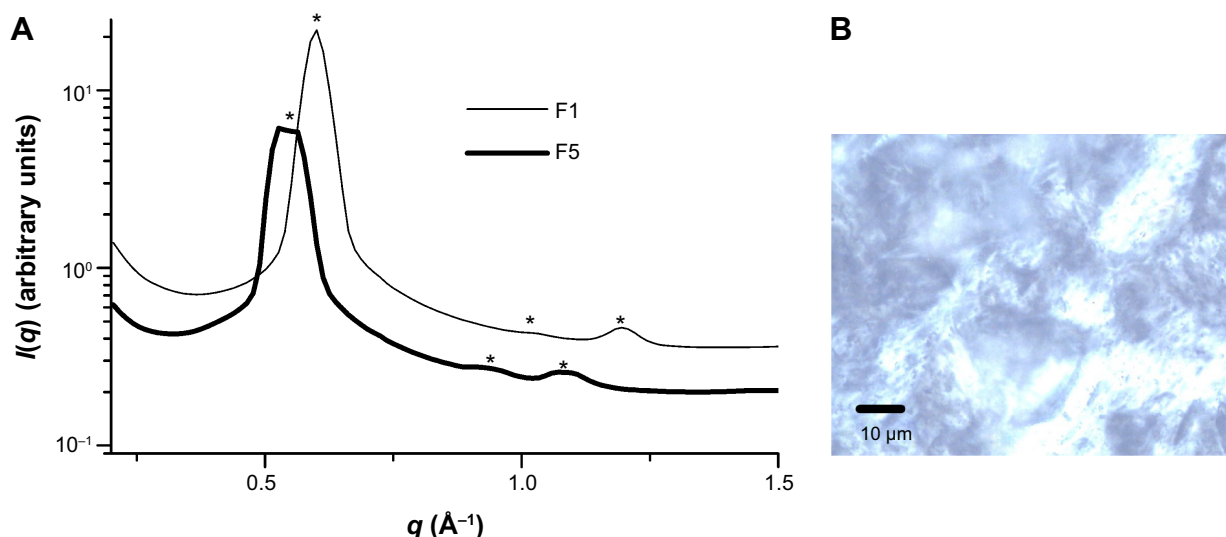 A
B
*
10¹
*
F1
F5
I(q) (arbitrary units)
10⁰
* *
* *
10 µm
10⁻¹
0.5 1.0 1.5
q (Å⁻¹)